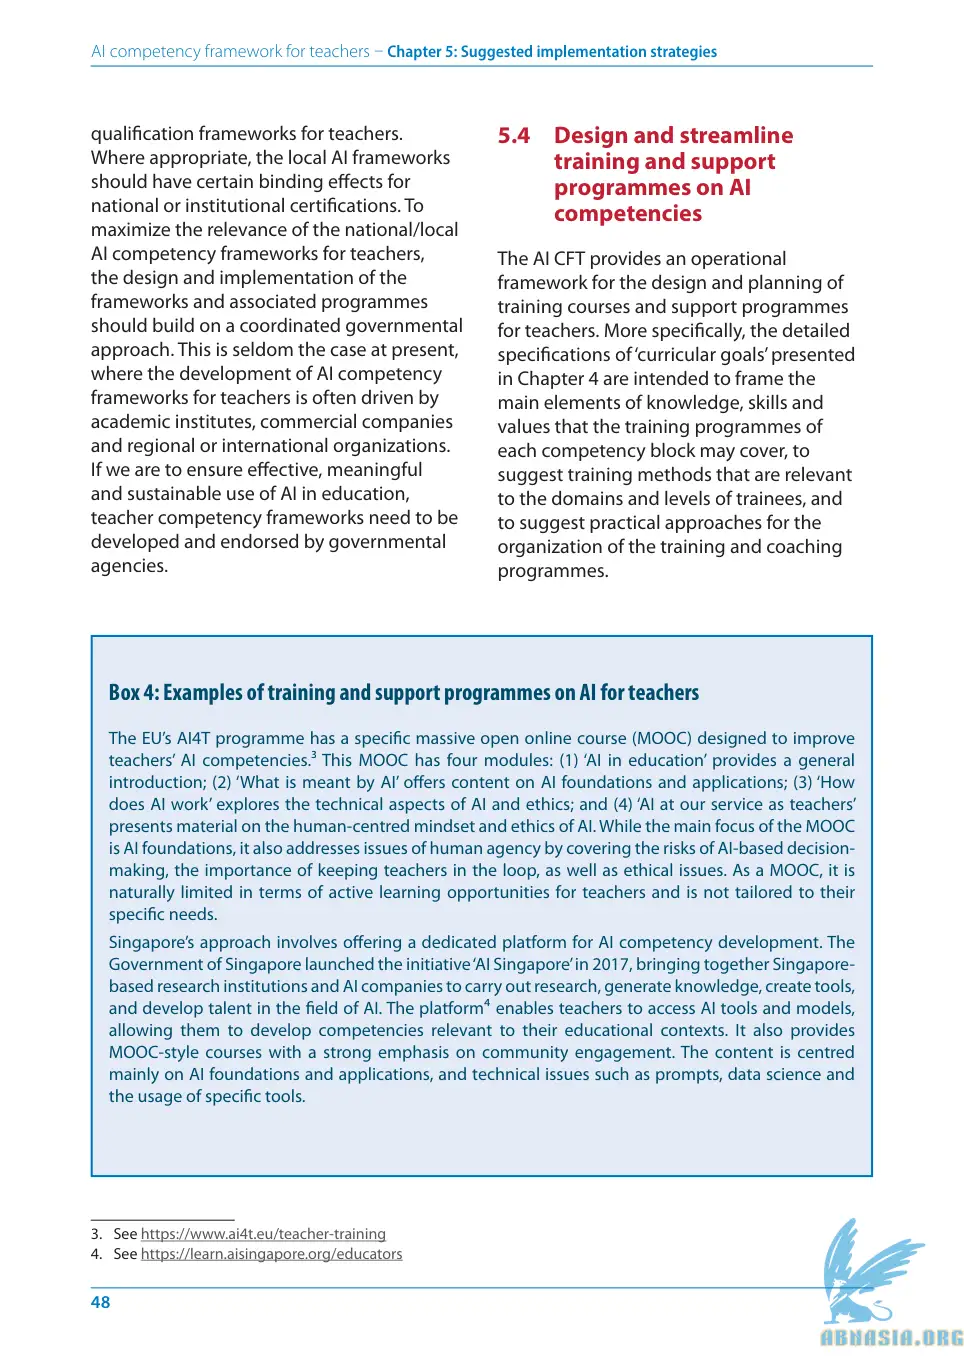 AI competency framework for teachers – Chapter 5: Suggested implementation strategies
qualification frameworks for teachers.
Where appropriate, the local AI frameworks
should have certain binding effects for
national or institutional certifications. To
maximize the relevance of the national/local
AI competency frameworks for teachers,
the design and implementation of the
frameworks and associated programmes
should build on a coordinated governmental
approach. This is seldom the case at present,
where the development of AI competency
frameworks for teachers is often driven by
academic institutes, commercial companies
and regional or international organizations.
If we are to ensure effective, meaningful
and sustainable use of AI in education,
teacher competency frameworks need to be
developed and endorsed by governmental
agencies.
5.4 Design and streamline
training and support
programmes on AI
competencies
The AI CFT provides an operational
framework for the design and planning of
training courses and support programmes
for teachers. More specifically, the detailed
specifications of ‘curricular goals’ presented
in Chapter 4 are intended to frame the
main elements of knowledge, skills and
values that the training programmes of
each competency block may cover, to
suggest training methods that are relevant
to the domains and levels of trainees, and
to suggest practical approaches for the
organization of the training and coaching
programmes.
Box 4: Examples of training and support programmes on AI for teachers
The EU’s AI4T programme has a specific massive open online course (MOOC) designed to improve
teachers’ AI competencies.³ This MOOC has four modules: (1) ‘AI in education’ provides a general
introduction; (2) ‘What is meant by AI’ offers content on AI foundations and applications; (3) ‘How
does AI work’ explores the technical aspects of AI and ethics; and (4) ‘AI at our service as teachers’
presents material on the human-centred mindset and ethics of AI. While the main focus of the MOOC
is AI foundations, it also addresses issues of human agency by covering the risks of AI-based decision-
making, the importance of keeping teachers in the loop, as well as ethical issues. As a MOOC, it is
naturally limited in terms of active learning opportunities for teachers and is not tailored to their
specific needs.
Singapore’s approach involves offering a dedicated platform for AI competency development. The
Government of Singapore launched the initiative ‘AI Singapore’ in 2017, bringing together Singapore-
based research institutions and AI companies to carry out research, generate knowledge, create tools,
and develop talent in the field of AI. The platform⁴ enables teachers to access AI tools and models,
allowing them to develop competencies relevant to their educational contexts. It also provides
MOOC-style courses with a strong emphasis on community engagement. The content is centred
mainly on AI foundations and applications, and technical issues such as prompts, data science and
the usage of specific tools.
3. See https://www.ai4t.eu/teacher-training
4. See https://learn.aisingapore.org/educators
48
ABNASIA.ORG